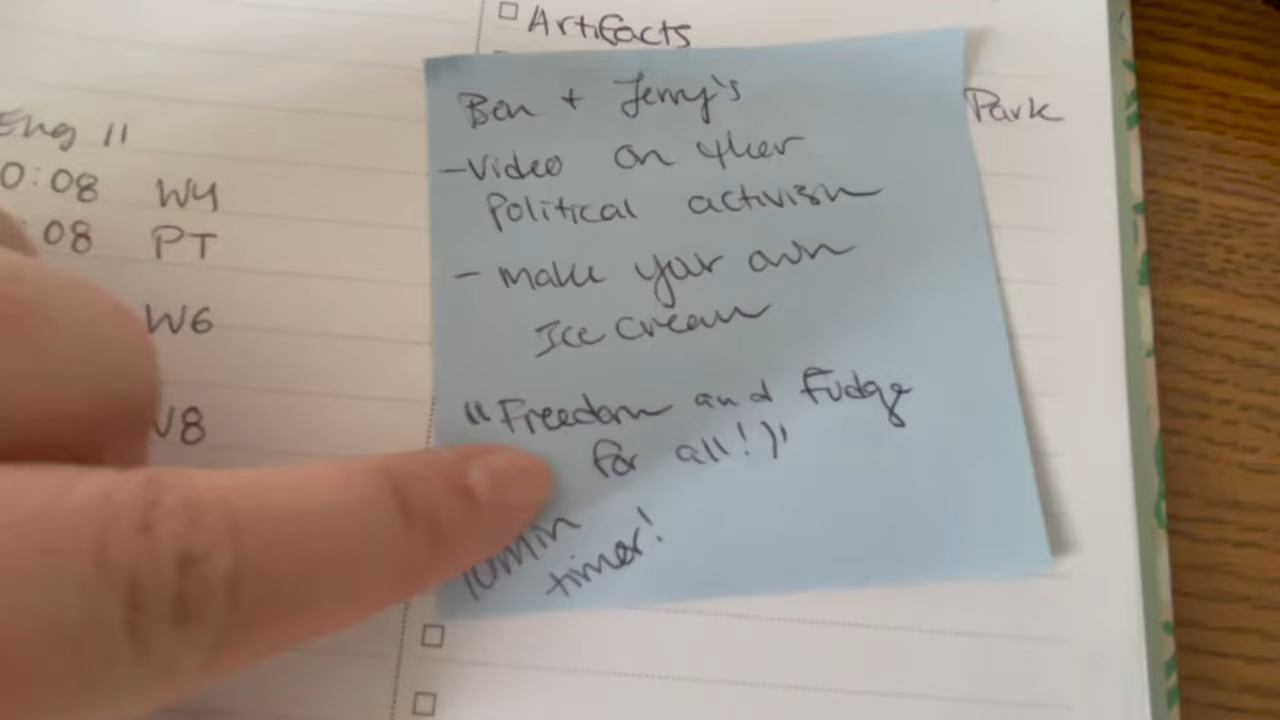 Artifacts
Park
Eng 11
0:08 W4
:08 PT
W6
Ben + Jerry's
- Video on their
Political activism
- make your own
Ice cream
"Freedom and Fudge
for all!)"
10min
timer!